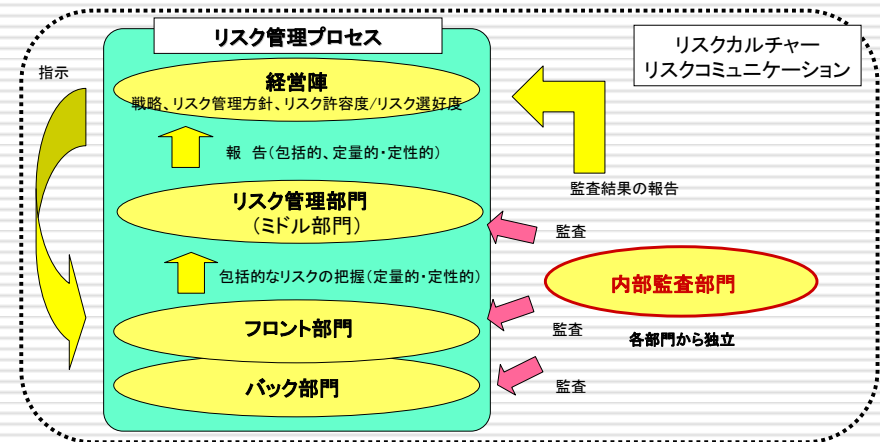 リスク管理プロセス
リスクカルチャー
リスクコミュニケーション
指示
経営陣
戦略、リスク管理方針、リスク許容度/リスク選好度
報　告(包括的、定量的・定性的)
監査結果の報告
リスク管理部門
(ミドル部門)
監査
包括的なリスクの把握(定量的・定性的)
内部監査部門
フロント部門
監査
各部門から独立
バック部門
監査